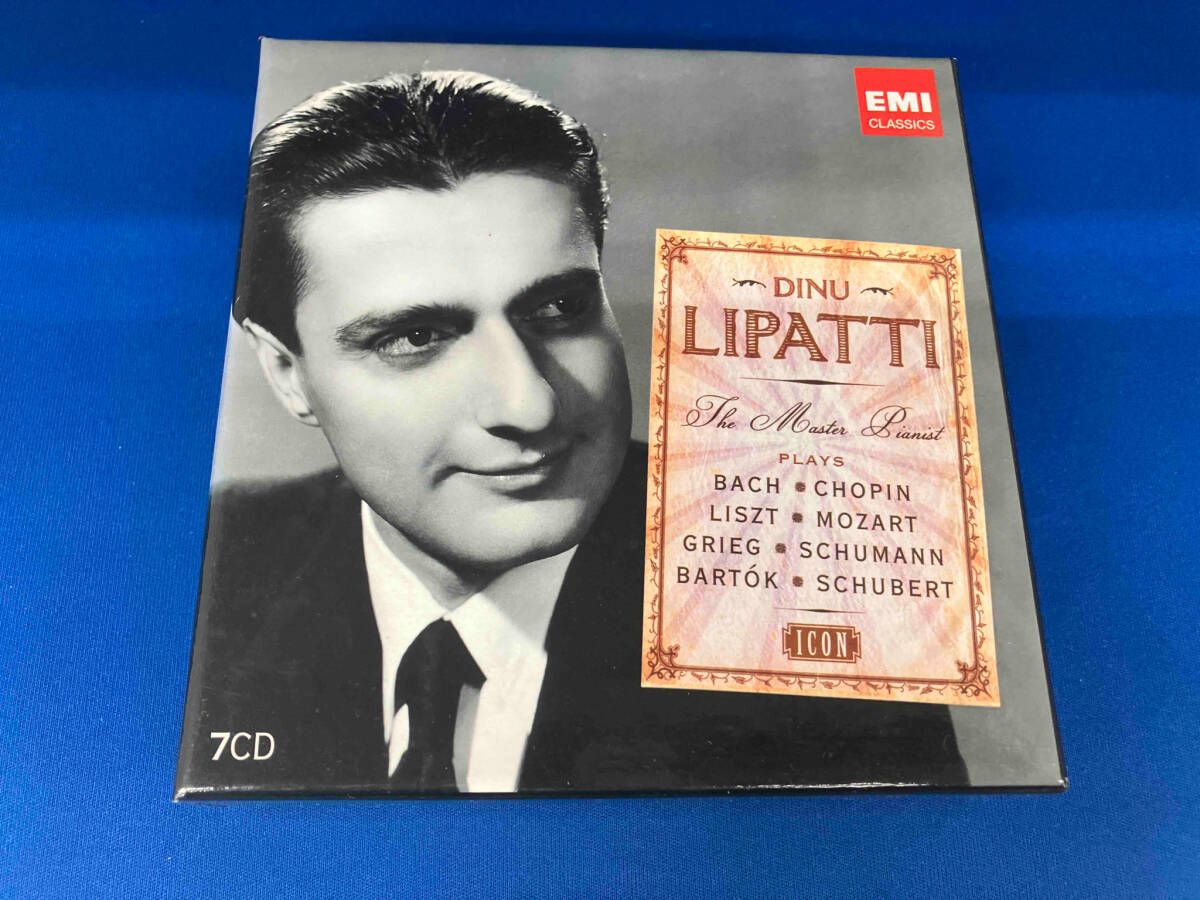 EMI
CLASSICS
DINU
LIPATTI
The Master Pianist
PLAYS
BACH • CHOPIN
LISZT • MOZART
GRIEG • SCHUMANN
BARTÓK • SCHUBERT
ICON
7CD